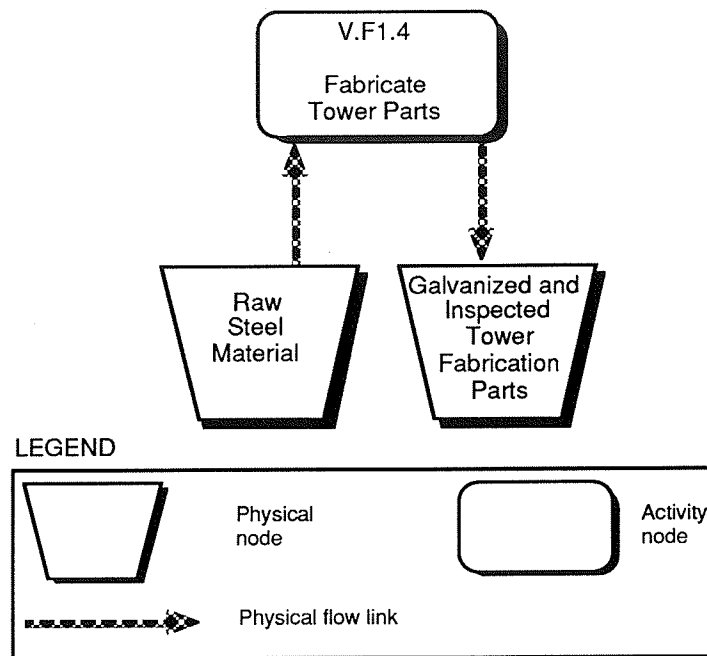 V.F1.4
Fabricate
Tower Parts
Raw
Steel
Material
Galvanized and
Inspected
Tower
Fabrication
Parts
LEGEND
Physical
node
Activity
node
Physical flow link